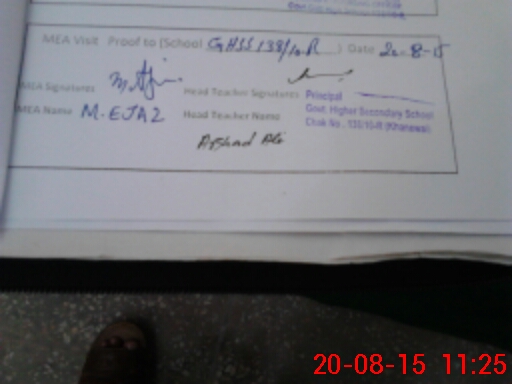 MEA Visit Proof to (School GHSS 138/10.R ) Date 20-8-15
MEA Signatures Head Teacher Signatures Principal
Govt. Higher Secondary School
MEA Name M.EJAZ Head Teacher Name Chak No. 133/10-R (Khanewal)
Arshad Ali
20-08-15 11:25